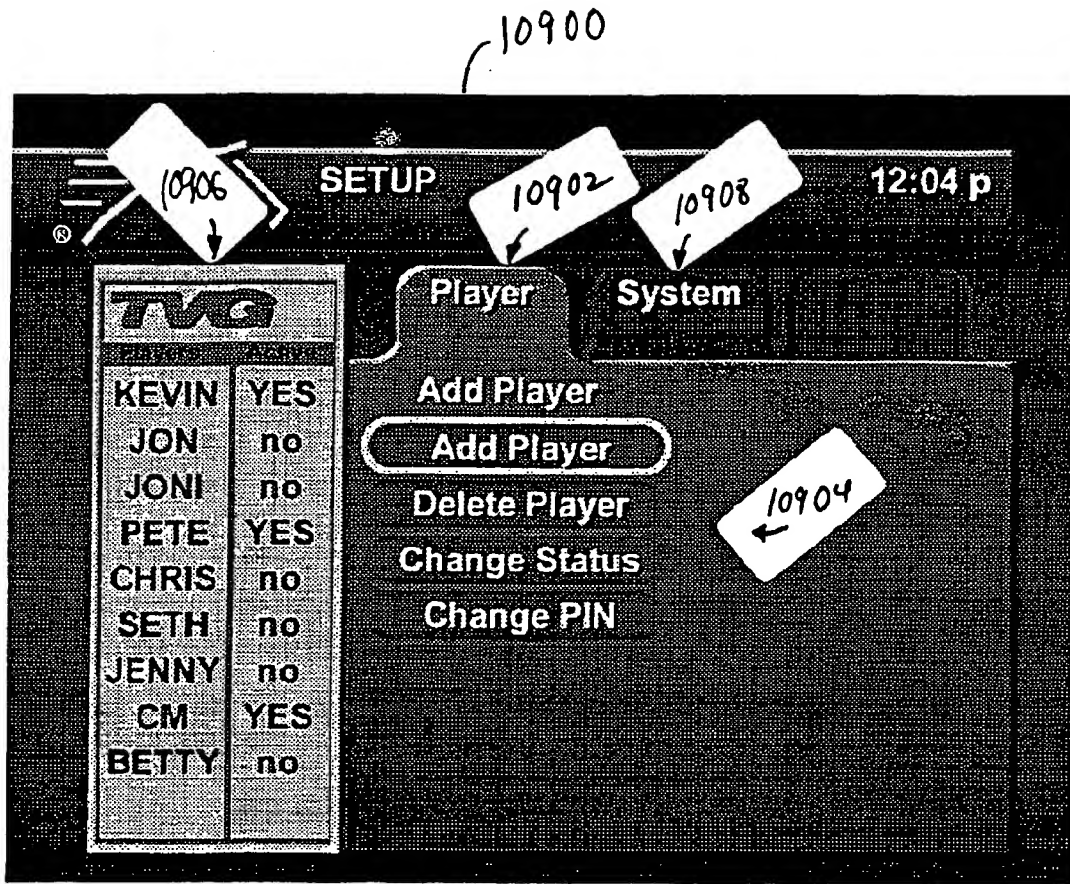 10900
10906
SETUP
10902
10908
12:04 p
®
TVG
Player
System
Players Active
KEVIN YES
JON no
JONI no
PETE YES
CHRIS no
SETH no
JENNY no
CM YES
BETTY no
Add Player
Add Player
Delete Player
Change Status
Change PIN
10904